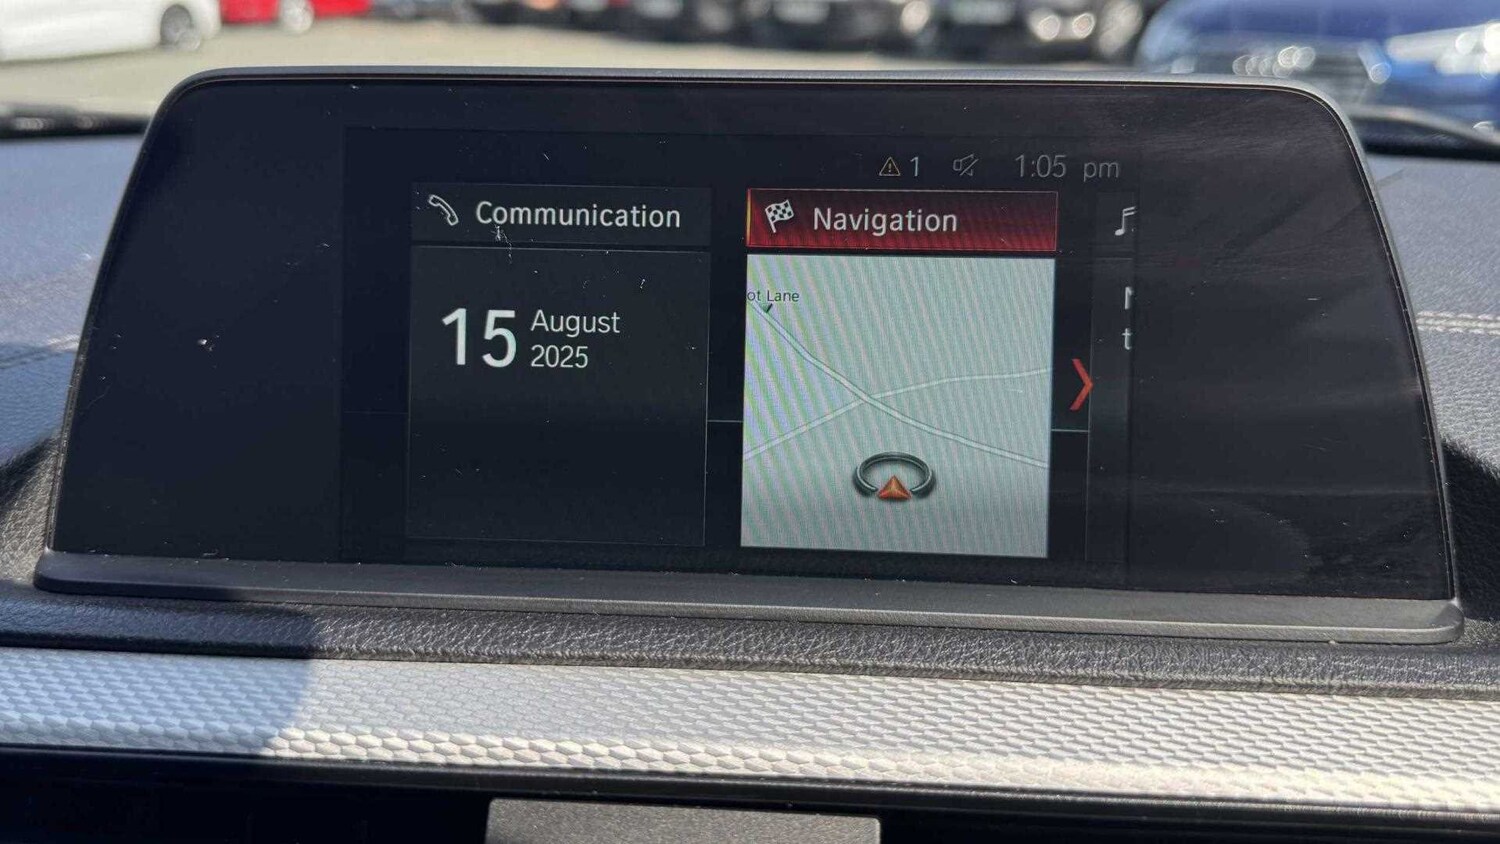 1
1:05 pm
Communication
Navigation
ot Lane
15
August
2025
t